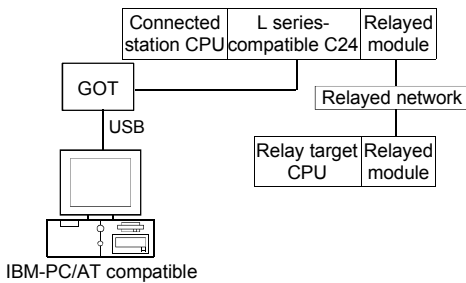 Connected
station CPU
L series-
compatible C24
Relayed
module
GOT
Relayed network
USB
Relay target
CPU
Relayed
module
IBM-PC/AT compatible